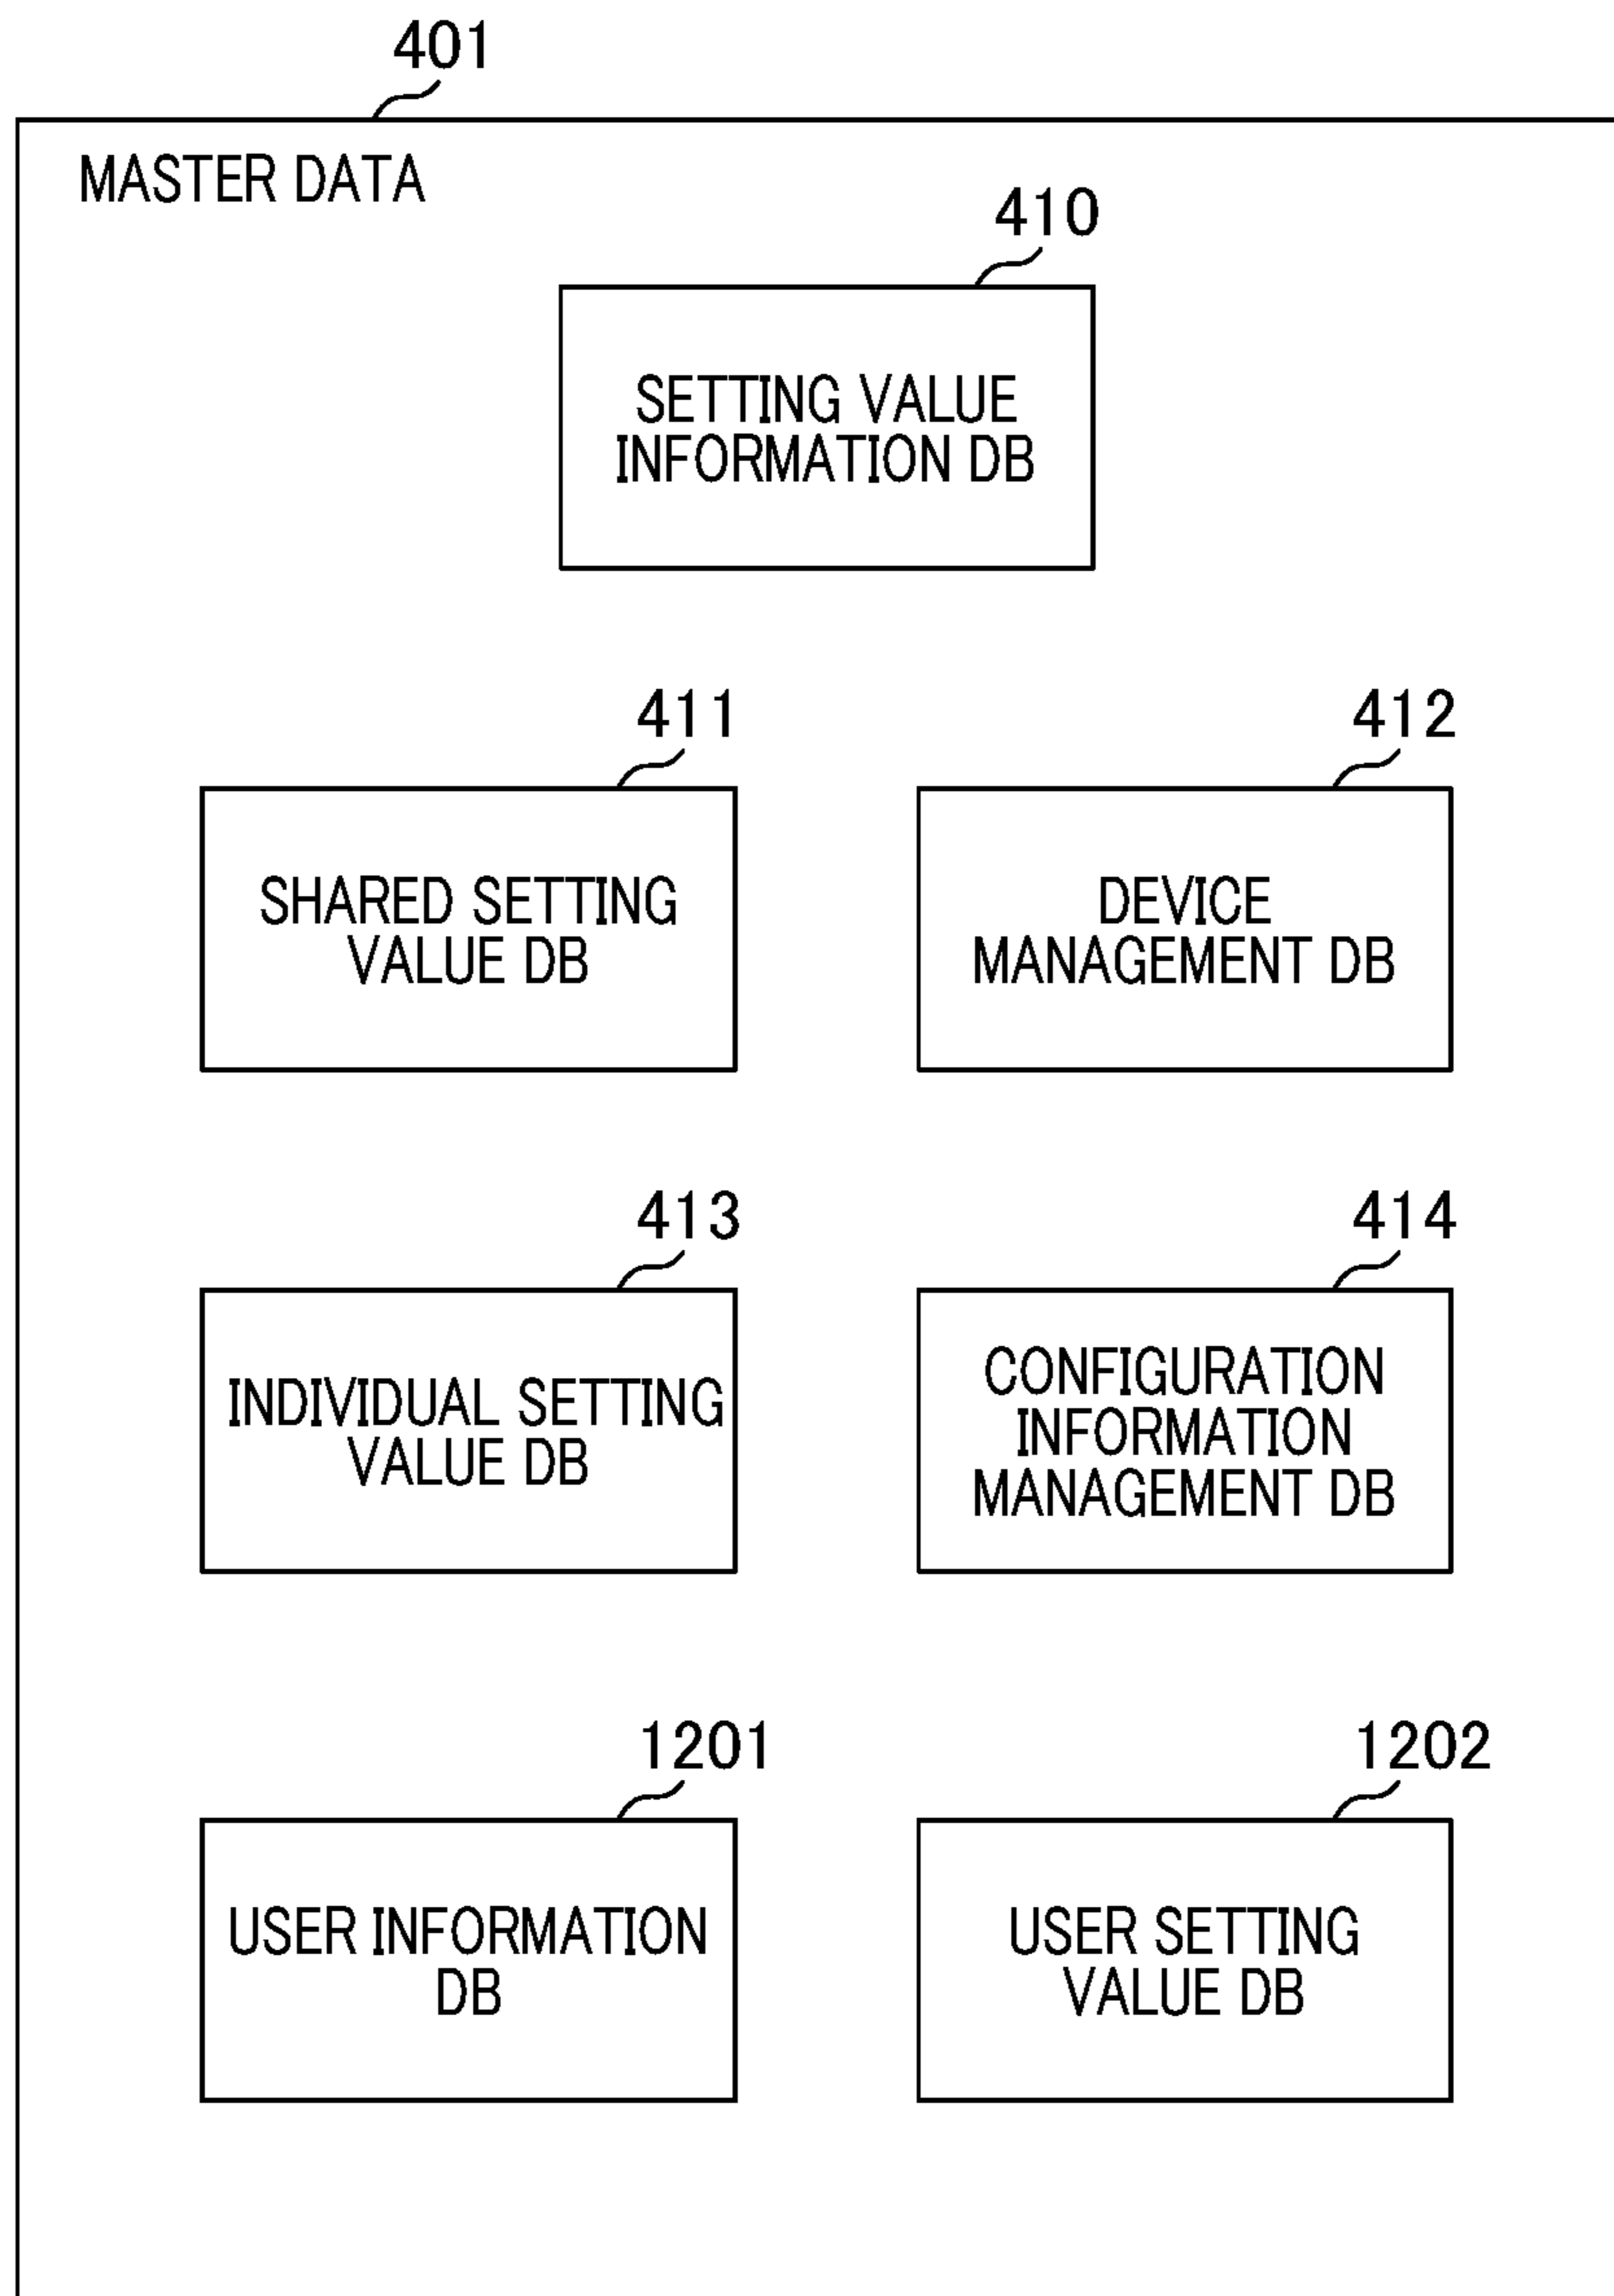 401
MASTER DATA
410
SETTING VALUE
INFORMATION DB
411
SHARED SETTING
VALUE DB
412
DEVICE
MANAGEMENT DB
413
INDIVIDUAL SETTING
VALUE DB
414
CONFIGURATION
INFORMATION
MANAGEMENT DB
1201
USER INFORMATION
DB
1202
USER SETTING
VALUE DB